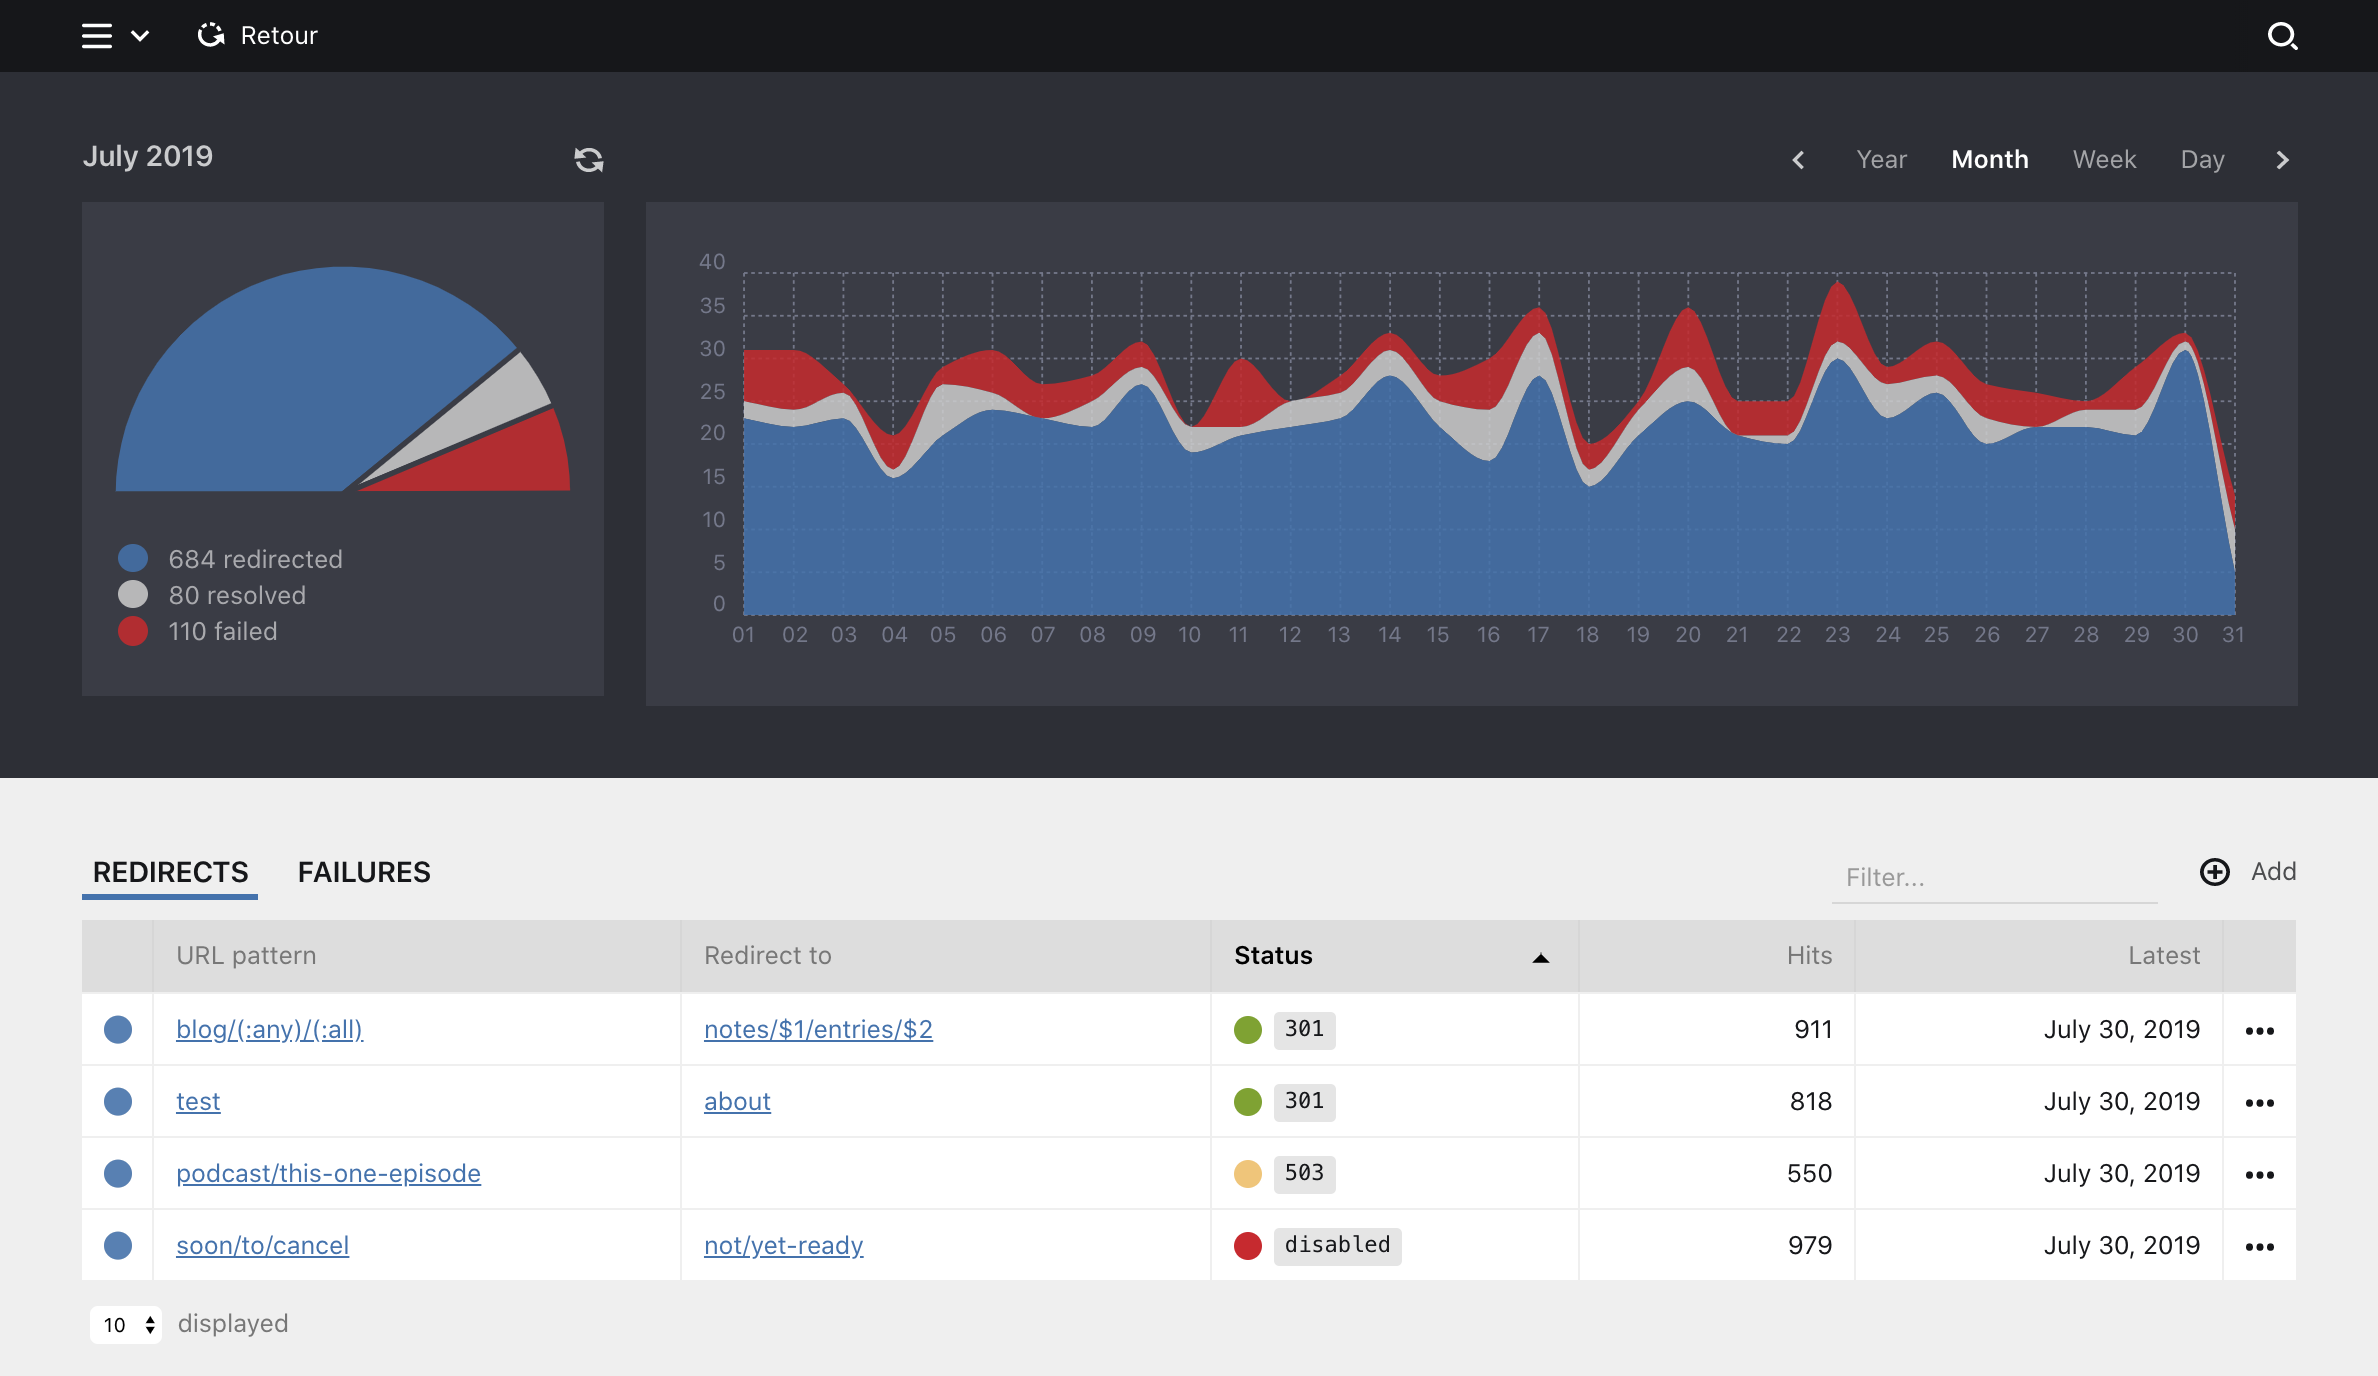 Retour
July 2019
Year Month Week Day
684 redirected
80 resolved
110 failed
40
35
30
25
20
15
10
5
0
01 02 03 04 05 06 07 08 09 10 11 12 13 14 15 16 17 18 19 20 21 22 23 24 25 26 27 28 29 30 31
REDIRECTS FAILURES Filter... Add
URL pattern Redirect to Status Hits Latest
blog/(:any)/(:all) notes/$1/entries/$2 301 911 July 30, 2019
test about 301 818 July 30, 2019
podcast/this-one-episode 503 550 July 30, 2019
soon/to/cancel not/yet-ready disabled 979 July 30, 2019
10 displayed